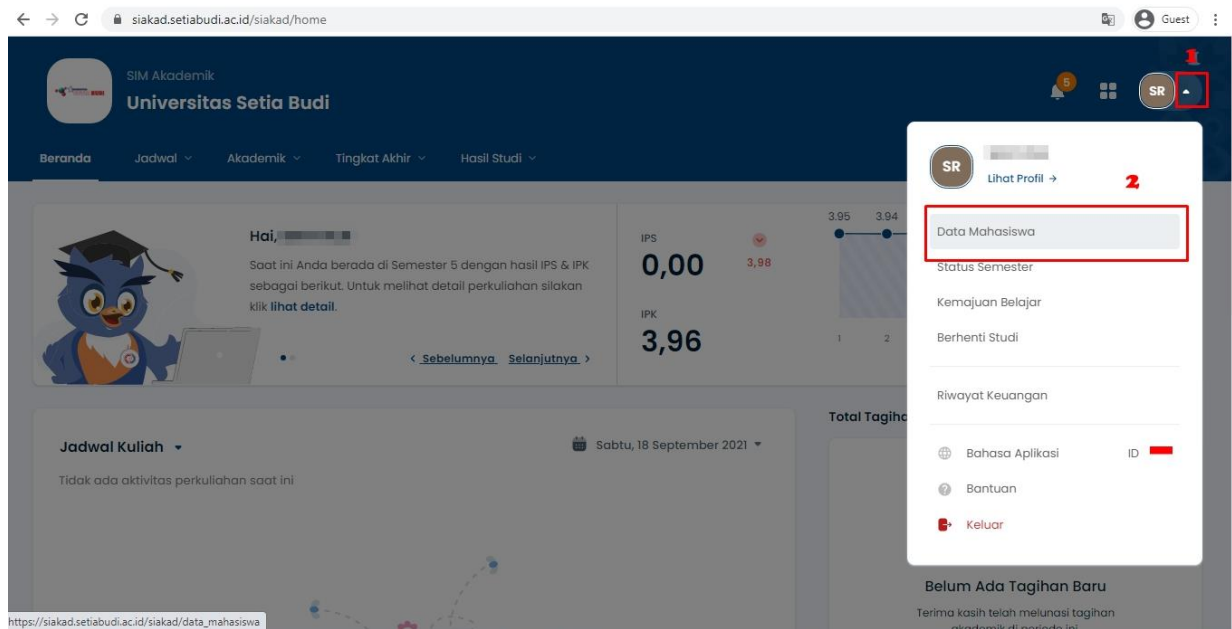 siakad.setiabudi.ac.id/siakad/home
Guest
1
SIM Akademik
Universitas Setia Budi
5
SR
Beranda Jadwal Akademik Tingkat Akhir Hasil Studi
SR
Lihat Profil →
2
Data Mahasiswa
Status Semester
Kemajuan Belajar
Berhenti Studi
Riwayat Keuangan
Bahasa Aplikasi ID
Bantuan
Keluar
Hai,
Saat ini Anda berada di Semester 5 dengan hasil IPS & IPK
sebagai berikut. Untuk melihat detail perkuliahan silakan
klik lihat detail.
< Sebelumnya Selanjutnya >
IPS
0,00 3,98
IPK
3,96
3.95 3.94
1 2
Jadwal Kuliah
Sabtu, 18 September 2021
Tidak ada aktivitas perkuliahan saat ini
Total Tagiha
Belum Ada Tagihan Baru
Terima kasih telah melunasi tagihan
akademik di periode ini
https://siakad.setiabudi.ac.id/siakad/data_mahasiswa